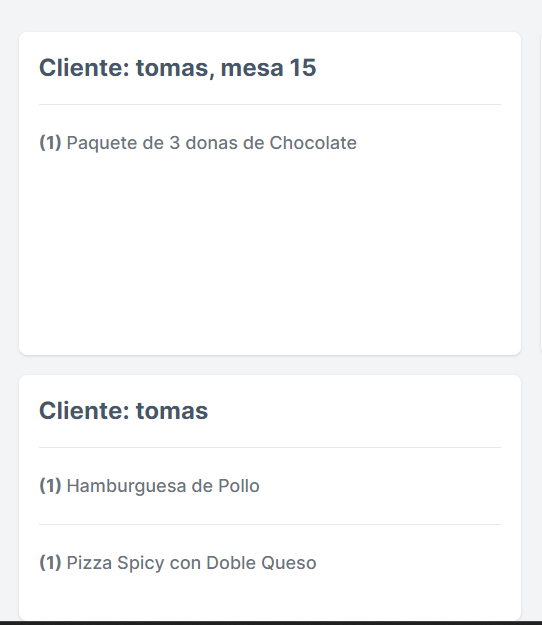 Cliente: tomas, mesa 15
(1) Paquete de 3 donas de Chocolate
Cliente: tomas
(1) Hamburguesa de Pollo
(1) Pizza Spicy con Doble Queso